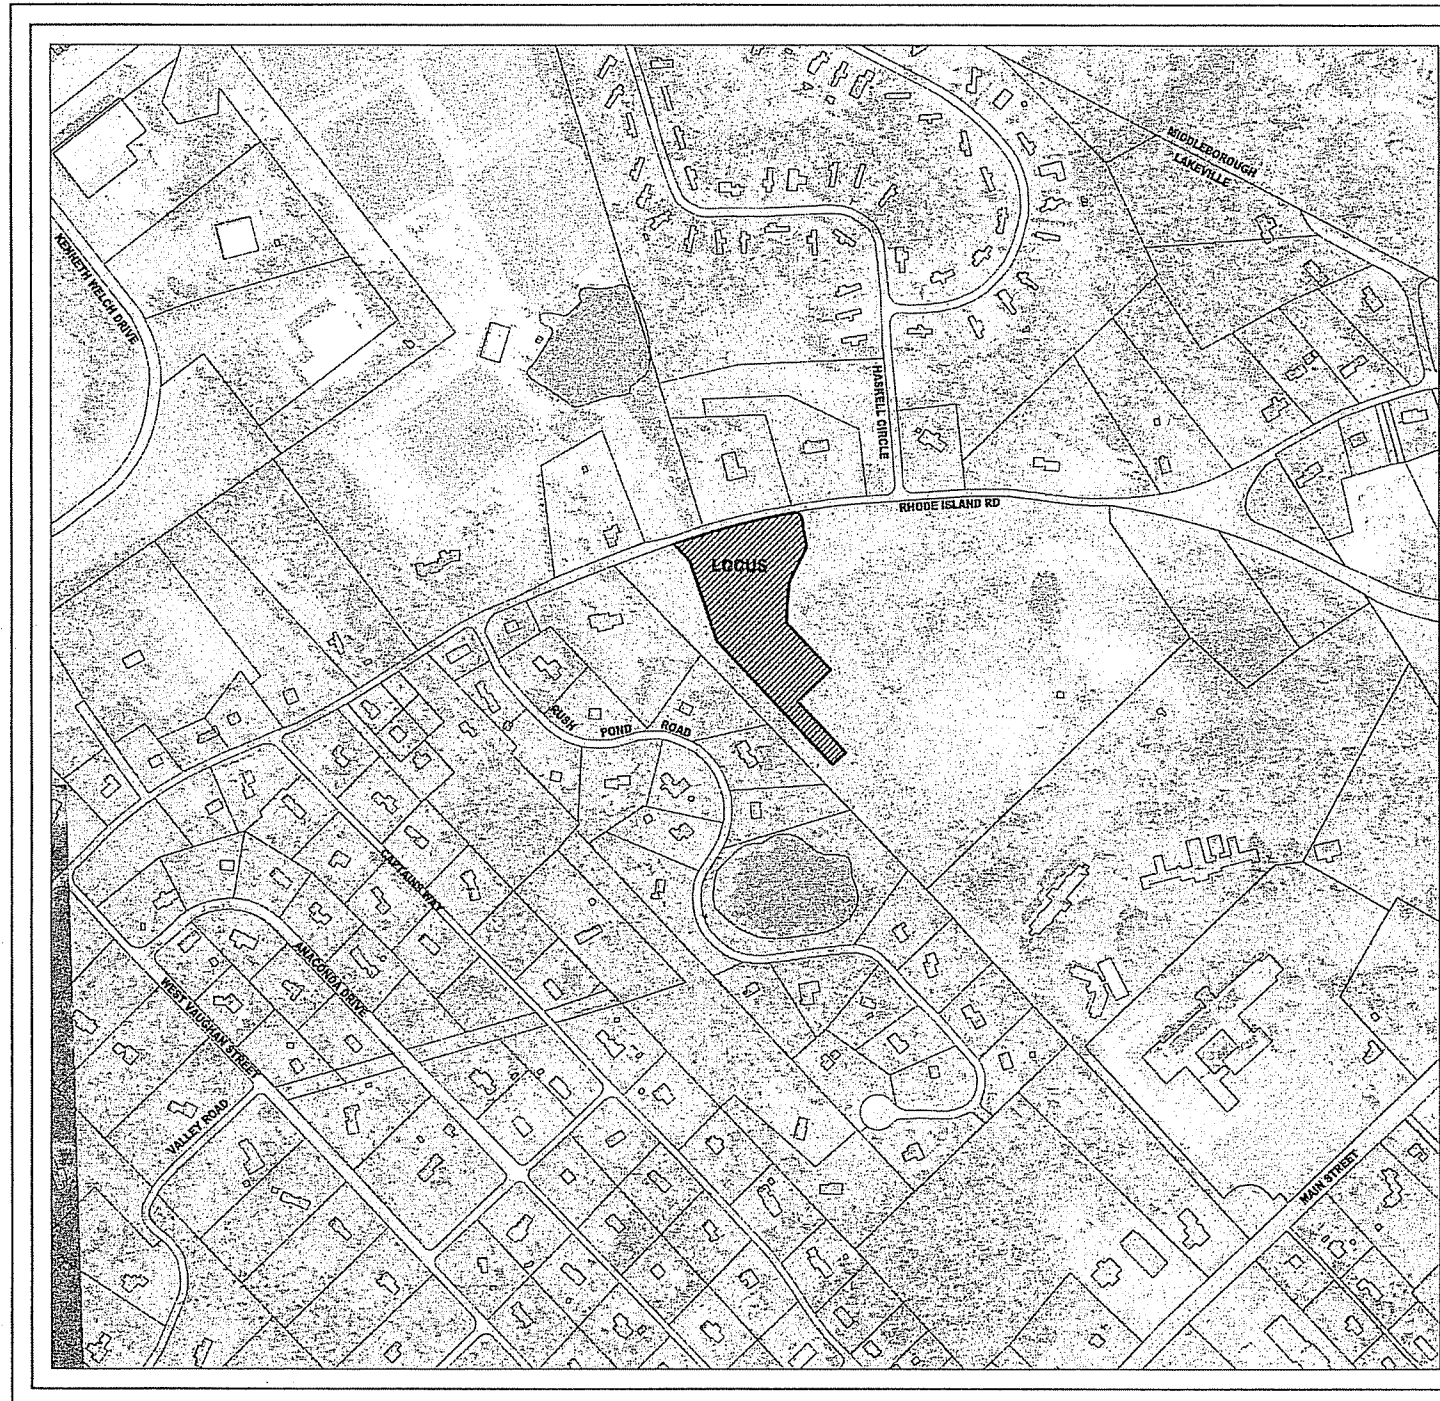 MIDDLEBOROUGH
LAKEVILLE
KENNETH WELCH DRIVE
HASKELL CIRCLE
RHODE ISLAND RD
LOCUS
RUSH POND ROAD
CAPTAINS WAY
ANACONDA DRIVE
WEST VAUGHAN STREET
VALLEY ROAD
MAIN STREET